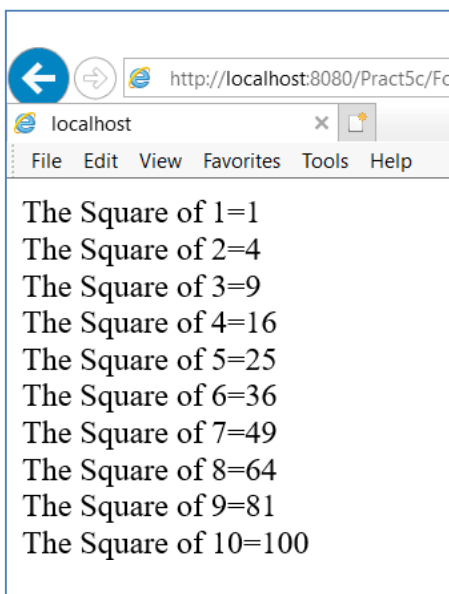 http://localhost:8080/Pract5c/Fo
localhost
File Edit View Favorites Tools Help
The Square of 1=1
The Square of 2=4
The Square of 3=9
The Square of 4=16
The Square of 5=25
The Square of 6=36
The Square of 7=49
The Square of 8=64
The Square of 9=81
The Square of 10=100